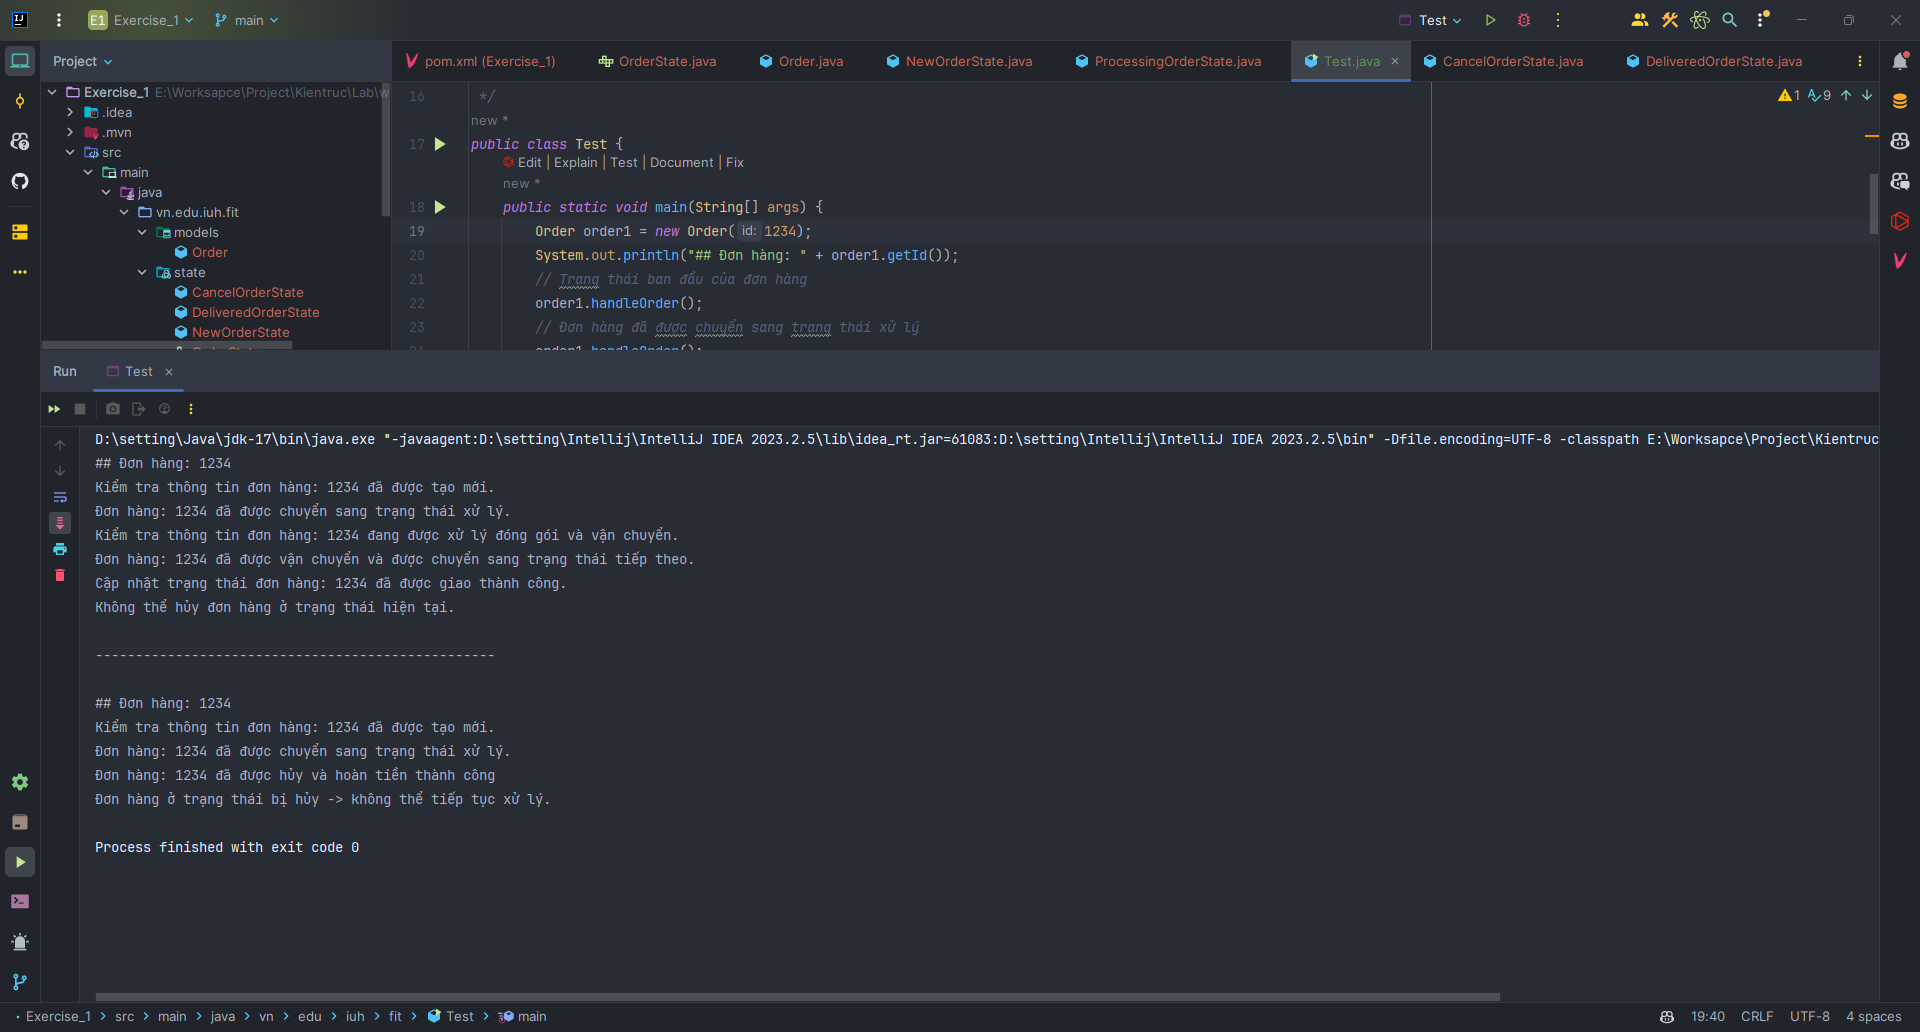 E1 Exercise_1 main Test
Project
pom.xml (Exercise_1) OrderState.java Order.java NewOrderState.java ProcessingOrderState.java Test.java CancelOrderState.java DeliveredOrderState.java
Exercise_1 E:\Worksapce\Project\Kientruc\Lab\w
.idea
.mvn
src
main
java
vn.edu.iuh.fit
models
Order
state
CancelOrderState
DeliveredOrderState
NewOrderState
16 */
new *
17 public class Test {
Edit | Explain | Test | Document | Fix
new *
18 public static void main(String[] args) {
19 Order order1 = new Order( id: 1234);
20 System.out.println("## Đơn hàng: " + order1.getId());
21 // Trạng thái ban đầu của đơn hàng
22 order1.handleOrder();
23 // Đơn hàng đã được chuyển sang trạng thái xử lý
order1.handleOrder();
1 9
Run Test
D:\setting\Java\jdk-17\bin\java.exe "-javaagent:D:\setting\Intellij\IntelliJ IDEA 2023.2.5\lib\idea_rt.jar=61083:D:\setting\Intellij\IntelliJ IDEA 2023.2.5\bin" -Dfile.encoding=UTF-8 -classpath E:\Worksapce\Project\Kientruc
## Đơn hàng: 1234
Kiểm tra thông tin đơn hàng: 1234 đã được tạo mới.
Đơn hàng: 1234 đã được chuyển sang trạng thái xử lý.
Kiểm tra thông tin đơn hàng: 1234 đang được xử lý đóng gói và vận chuyển.
Đơn hàng: 1234 đã được vận chuyển và được chuyển sang trạng thái tiếp theo.
Cập nhật trạng thái đơn hàng: 1234 đã được giao thành công.
Không thể hủy đơn hàng ở trạng thái hiện tại.
--------------------------------------------------
## Đơn hàng: 1234
Kiểm tra thông tin đơn hàng: 1234 đã được tạo mới.
Đơn hàng: 1234 đã được chuyển sang trạng thái xử lý.
Đơn hàng: 1234 đã được hủy và hoàn tiền thành công
Đơn hàng ở trạng thái bị hủy -> không thể tiếp tục xử lý.
Process finished with exit code 0
Exercise_1 > src > main > java > vn > edu > iuh > fit > Test > main 19:40 CRLF UTF-8 4 spaces